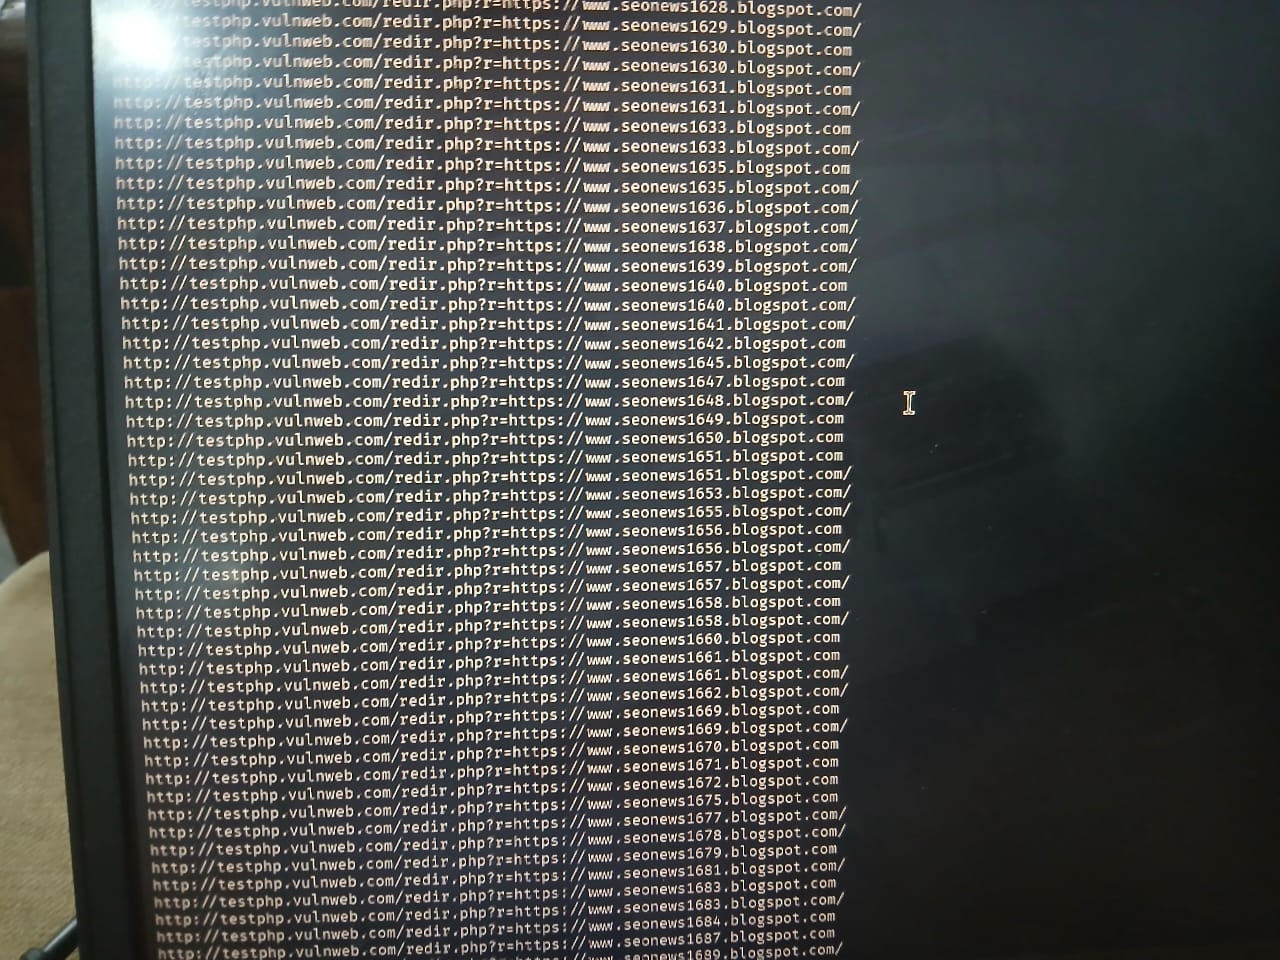 http://testphp.vulnweb.com/redir.php?r=https://www.seonews1628.blogspot.com/
testphp.vulnweb.com/redir.php?r=https://www.seonews1629.blogspot.com/
testphp.vulnweb.com/redir.php?r=https://www.seonews1630.blogspot.com
testphp.vulnweb.com/redir.php?r=https://www.seonews1630.blogspot.com/
http://testphp.vulnweb.com/redir.php?r=https://www.seonews1631.blogspot.com
http://testphp.vulnweb.com/redir.php?r=https://www.seonews1631.blogspot.com/
http://testphp.vulnweb.com/redir.php?r=https://www.seonews1633.blogspot.com
http://testphp.vulnweb.com/redir.php?r=https://www.seonews1633.blogspot.com/
http://testphp.vulnweb.com/redir.php?r=https://www.seonews1635.blogspot.com
http://testphp.vulnweb.com/redir.php?r=https://www.seonews1635.blogspot.com/
http://testphp.vulnweb.com/redir.php?r=https://www.seonews1636.blogspot.com/
http://testphp.vulnweb.com/redir.php?r=https://www.seonews1637.blogspot.com/
http://testphp.vulnweb.com/redir.php?r=https://www.seonews1638.blogspot.com/
http://testphp.vulnweb.com/redir.php?r=https://www.seonews1639.blogspot.com/
http://testphp.vulnweb.com/redir.php?r=https://www.seonews1640.blogspot.com
http://testphp.vulnweb.com/redir.php?r=https://www.seonews1640.blogspot.com/
http://testphp.vulnweb.com/redir.php?r=https://www.seonews1641.blogspot.com/
http://testphp.vulnweb.com/redir.php?r=https://www.seonews1642.blogspot.com
http://testphp.vulnweb.com/redir.php?r=https://www.seonews1645.blogspot.com/
http://testphp.vulnweb.com/redir.php?r=https://www.seonews1647.blogspot.com
http://testphp.vulnweb.com/redir.php?r=https://www.seonews1648.blogspot.com/
http://testphp.vulnweb.com/redir.php?r=https://www.seonews1649.blogspot.com
http://testphp.vulnweb.com/redir.php?r=https://www.seonews1650.blogspot.com
http://testphp.vulnweb.com/redir.php?r=https://www.seonews1651.blogspot.com
http://testphp.vulnweb.com/redir.php?r=https://www.seonews1651.blogspot.com/
http://testphp.vulnweb.com/redir.php?r=https://www.seonews1653.blogspot.com/
http://testphp.vulnweb.com/redir.php?r=https://www.seonews1655.blogspot.com/
http://testphp.vulnweb.com/redir.php?r=https://www.seonews1656.blogspot.com
http://testphp.vulnweb.com/redir.php?r=https://www.seonews1656.blogspot.com/
http://testphp.vulnweb.com/redir.php?r=https://www.seonews1657.blogspot.com
http://testphp.vulnweb.com/redir.php?r=https://www.seonews1657.blogspot.com/
http://testphp.vulnweb.com/redir.php?r=https://www.seonews1658.blogspot.com
http://testphp.vulnweb.com/redir.php?r=https://www.seonews1658.blogspot.com/
http://testphp.vulnweb.com/redir.php?r=https://www.seonews1660.blogspot.com
http://testphp.vulnweb.com/redir.php?r=https://www.seonews1661.blogspot.com
http://testphp.vulnweb.com/redir.php?r=https://www.seonews1661.blogspot.com/
http://testphp.vulnweb.com/redir.php?r=https://www.seonews1662.blogspot.com/
http://testphp.vulnweb.com/redir.php?r=https://www.seonews1669.blogspot.com
http://testphp.vulnweb.com/redir.php?r=https://www.seonews1669.blogspot.com/
http://testphp.vulnweb.com/redir.php?r=https://www.seonews1670.blogspot.com
http://testphp.vulnweb.com/redir.php?r=https://www.seonews1671.blogspot.com
http://testphp.vulnweb.com/redir.php?r=https://www.seonews1672.blogspot.com
http://testphp.vulnweb.com/redir.php?r=https://www.seonews1675.blogspot.com
http://testphp.vulnweb.com/redir.php?r=https://www.seonews1677.blogspot.com/
http://testphp.vulnweb.com/redir.php?r=https://www.seonews1678.blogspot.com/
http://testphp.vulnweb.com/redir.php?r=https://www.seonews1679.blogspot.com
http://testphp.vulnweb.com/redir.php?r=https://www.seonews1681.blogspot.com/
http://testphp.vulnweb.com/redir.php?r=https://www.seonews1683.blogspot.com
http://testphp.vulnweb.com/redir.php?r=https://www.seonews1683.blogspot.com/
http://testphp.vulnweb.com/redir.php?r=https://www.seonews1684.blogspot.com
http://testphp.vulnweb.com/redir.php?r=https://www.seonews1687.blogspot.com
http://testphp.vulnweb.com/redir.php?r=https://www.seonews1689.blogspot.com/